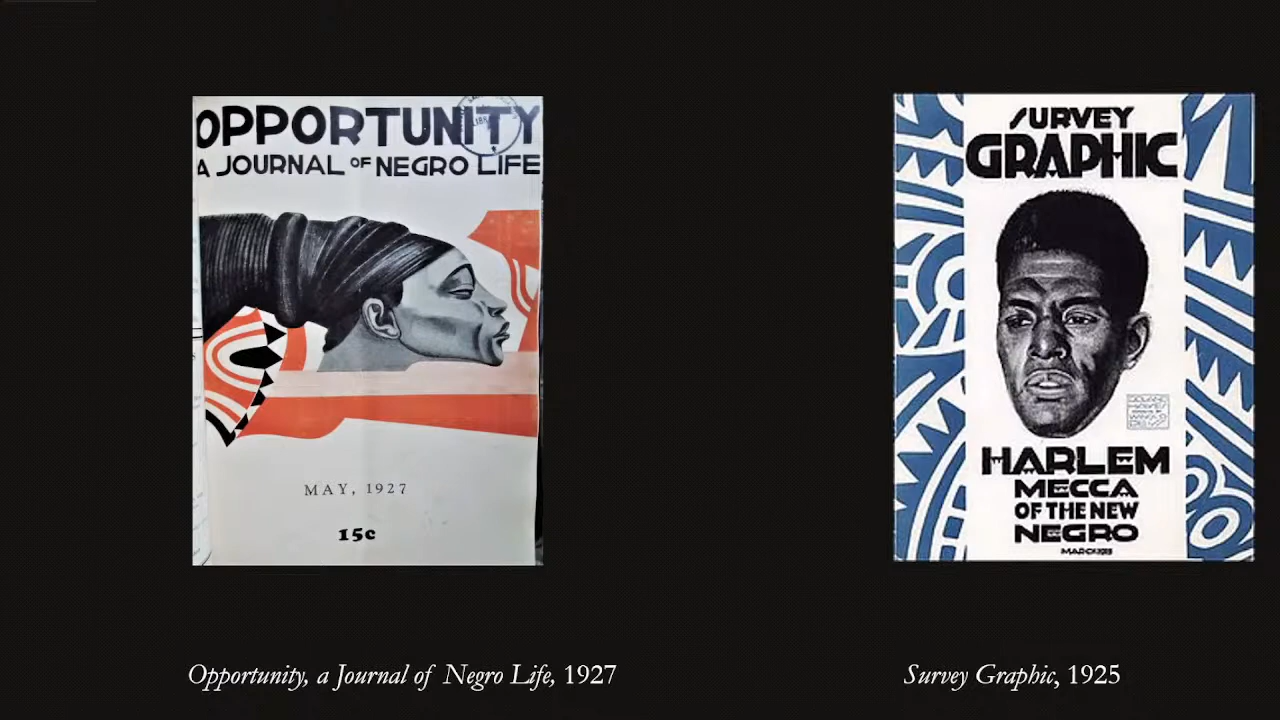 OPPORTUNITY
A JOURNAL OF NEGRO LIFE
MAY, 1927
15c
SURVEY
GRAPHIC
HARLEM
MECCA
OF THE NEW
NEGRO
Opportunity, a Journal of Negro Life, 1927
Survey Graphic, 1925